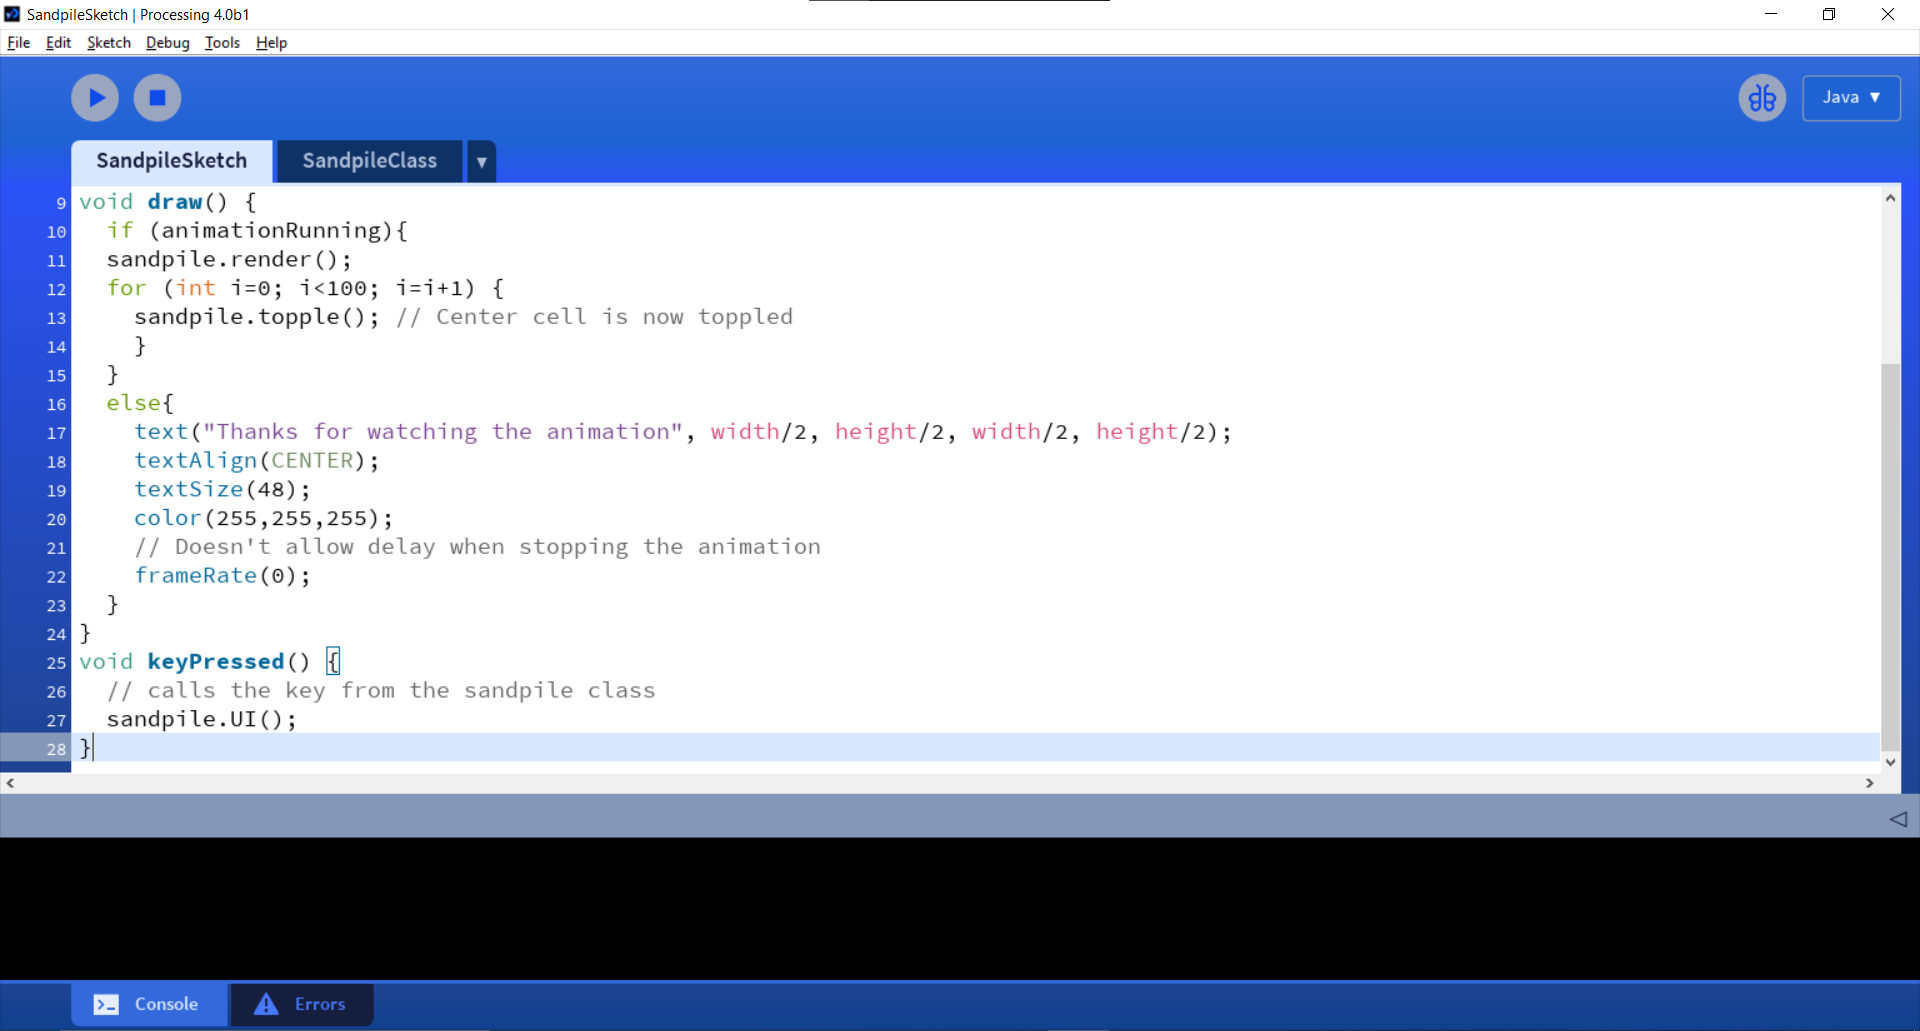 SandpileSketch | Processing 4.0b1
File Edit Sketch Debug Tools Help
Java ▼
SandpileSketch SandpileClass ▼
9 void draw() {
10   if (animationRunning){
11   sandpile.render();
12   for (int i=0; i<100; i=i+1) {
13     sandpile.topple(); // Center cell is now toppled
14     }
15   }
16   else{
17     text("Thanks for watching the animation", width/2, height/2, width/2, height/2);
18     textAlign(CENTER);
19     textSize(48);
20     color(255,255,255);
21     // Doesn't allow delay when stopping the animation
22     frameRate(0);
23   }
24 }
25 void keyPressed() {
26   // calls the key from the sandpile class
27   sandpile.UI();
28 }
Console Errors